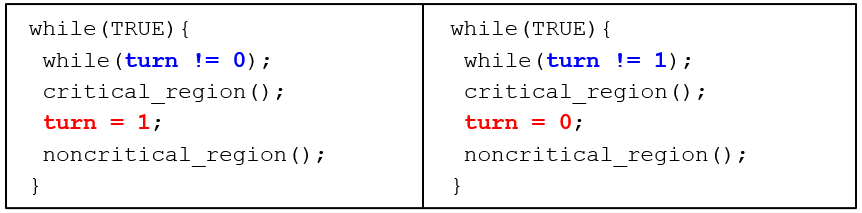 while(TRUE){
while(turn != 0);
critical_region();
turn = 1;
noncritical_region();
}
while(TRUE){
while(turn != 1);
critical_region();
turn = 0;
noncritical_region();
}